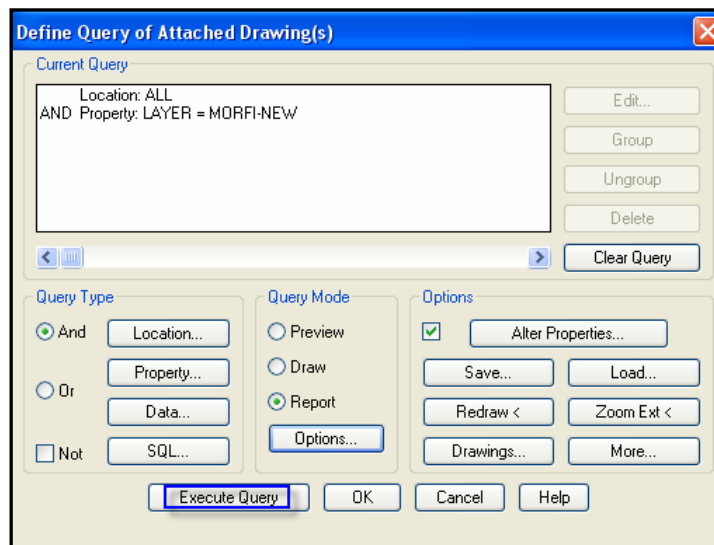 Define Query of Attached Drawing(s)
Current Query
Location: ALL
AND Property: LAYER = MORFI-NEW
Edit...
Group
Ungroup
Delete
Clear Query
Query Type
And
Location...
Property...
Or
Data...
Not
SQL...
Query Mode
Preview
Draw
Report
Options...
Options
Alter Properties...
Save...
Load...
Redraw <
Zoom Ext <
Drawings...
More...
Execute Query
OK
Cancel
Help